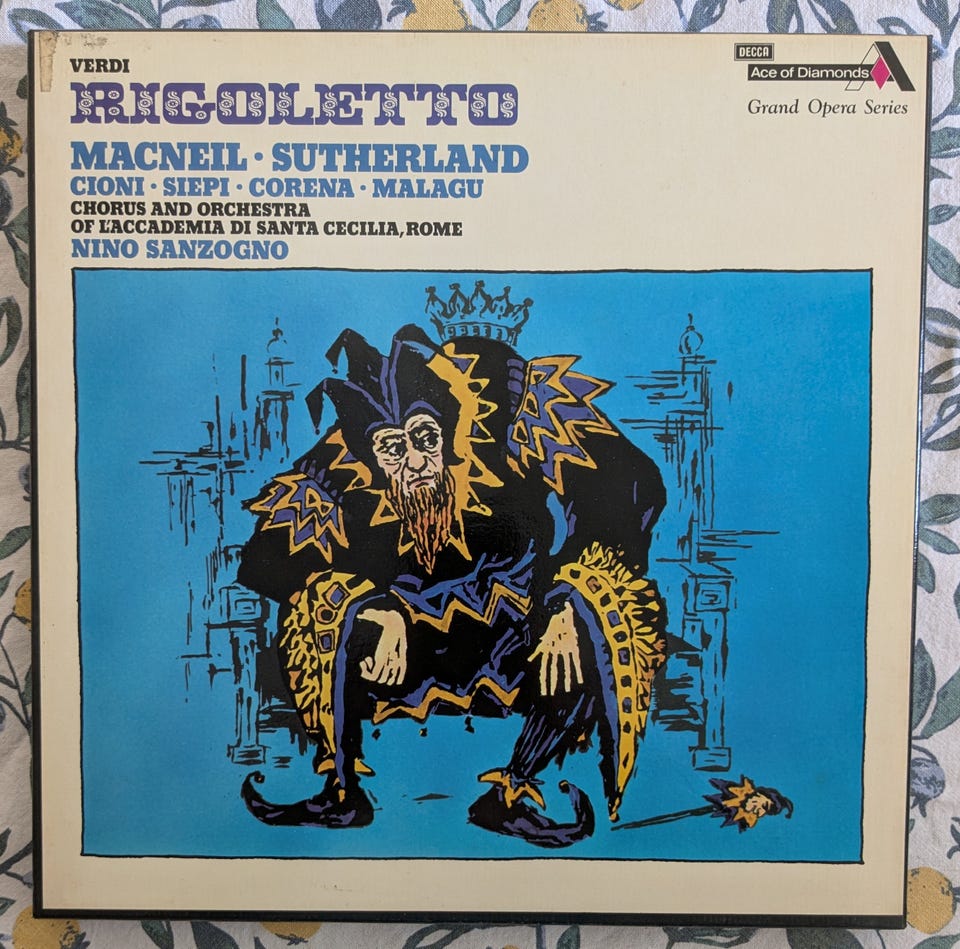 VERDI
RIGOLETTO
MACNEIL · SUTHERLAND
CIONI · SIEPI · CORENA · MALAGU
CHORUS AND ORCHESTRA
OF L'ACCADEMIA DI SANTA CECILIA, ROME
NINO SANZOGNO
DECCA
Ace of Diamonds
Grand Opera Series